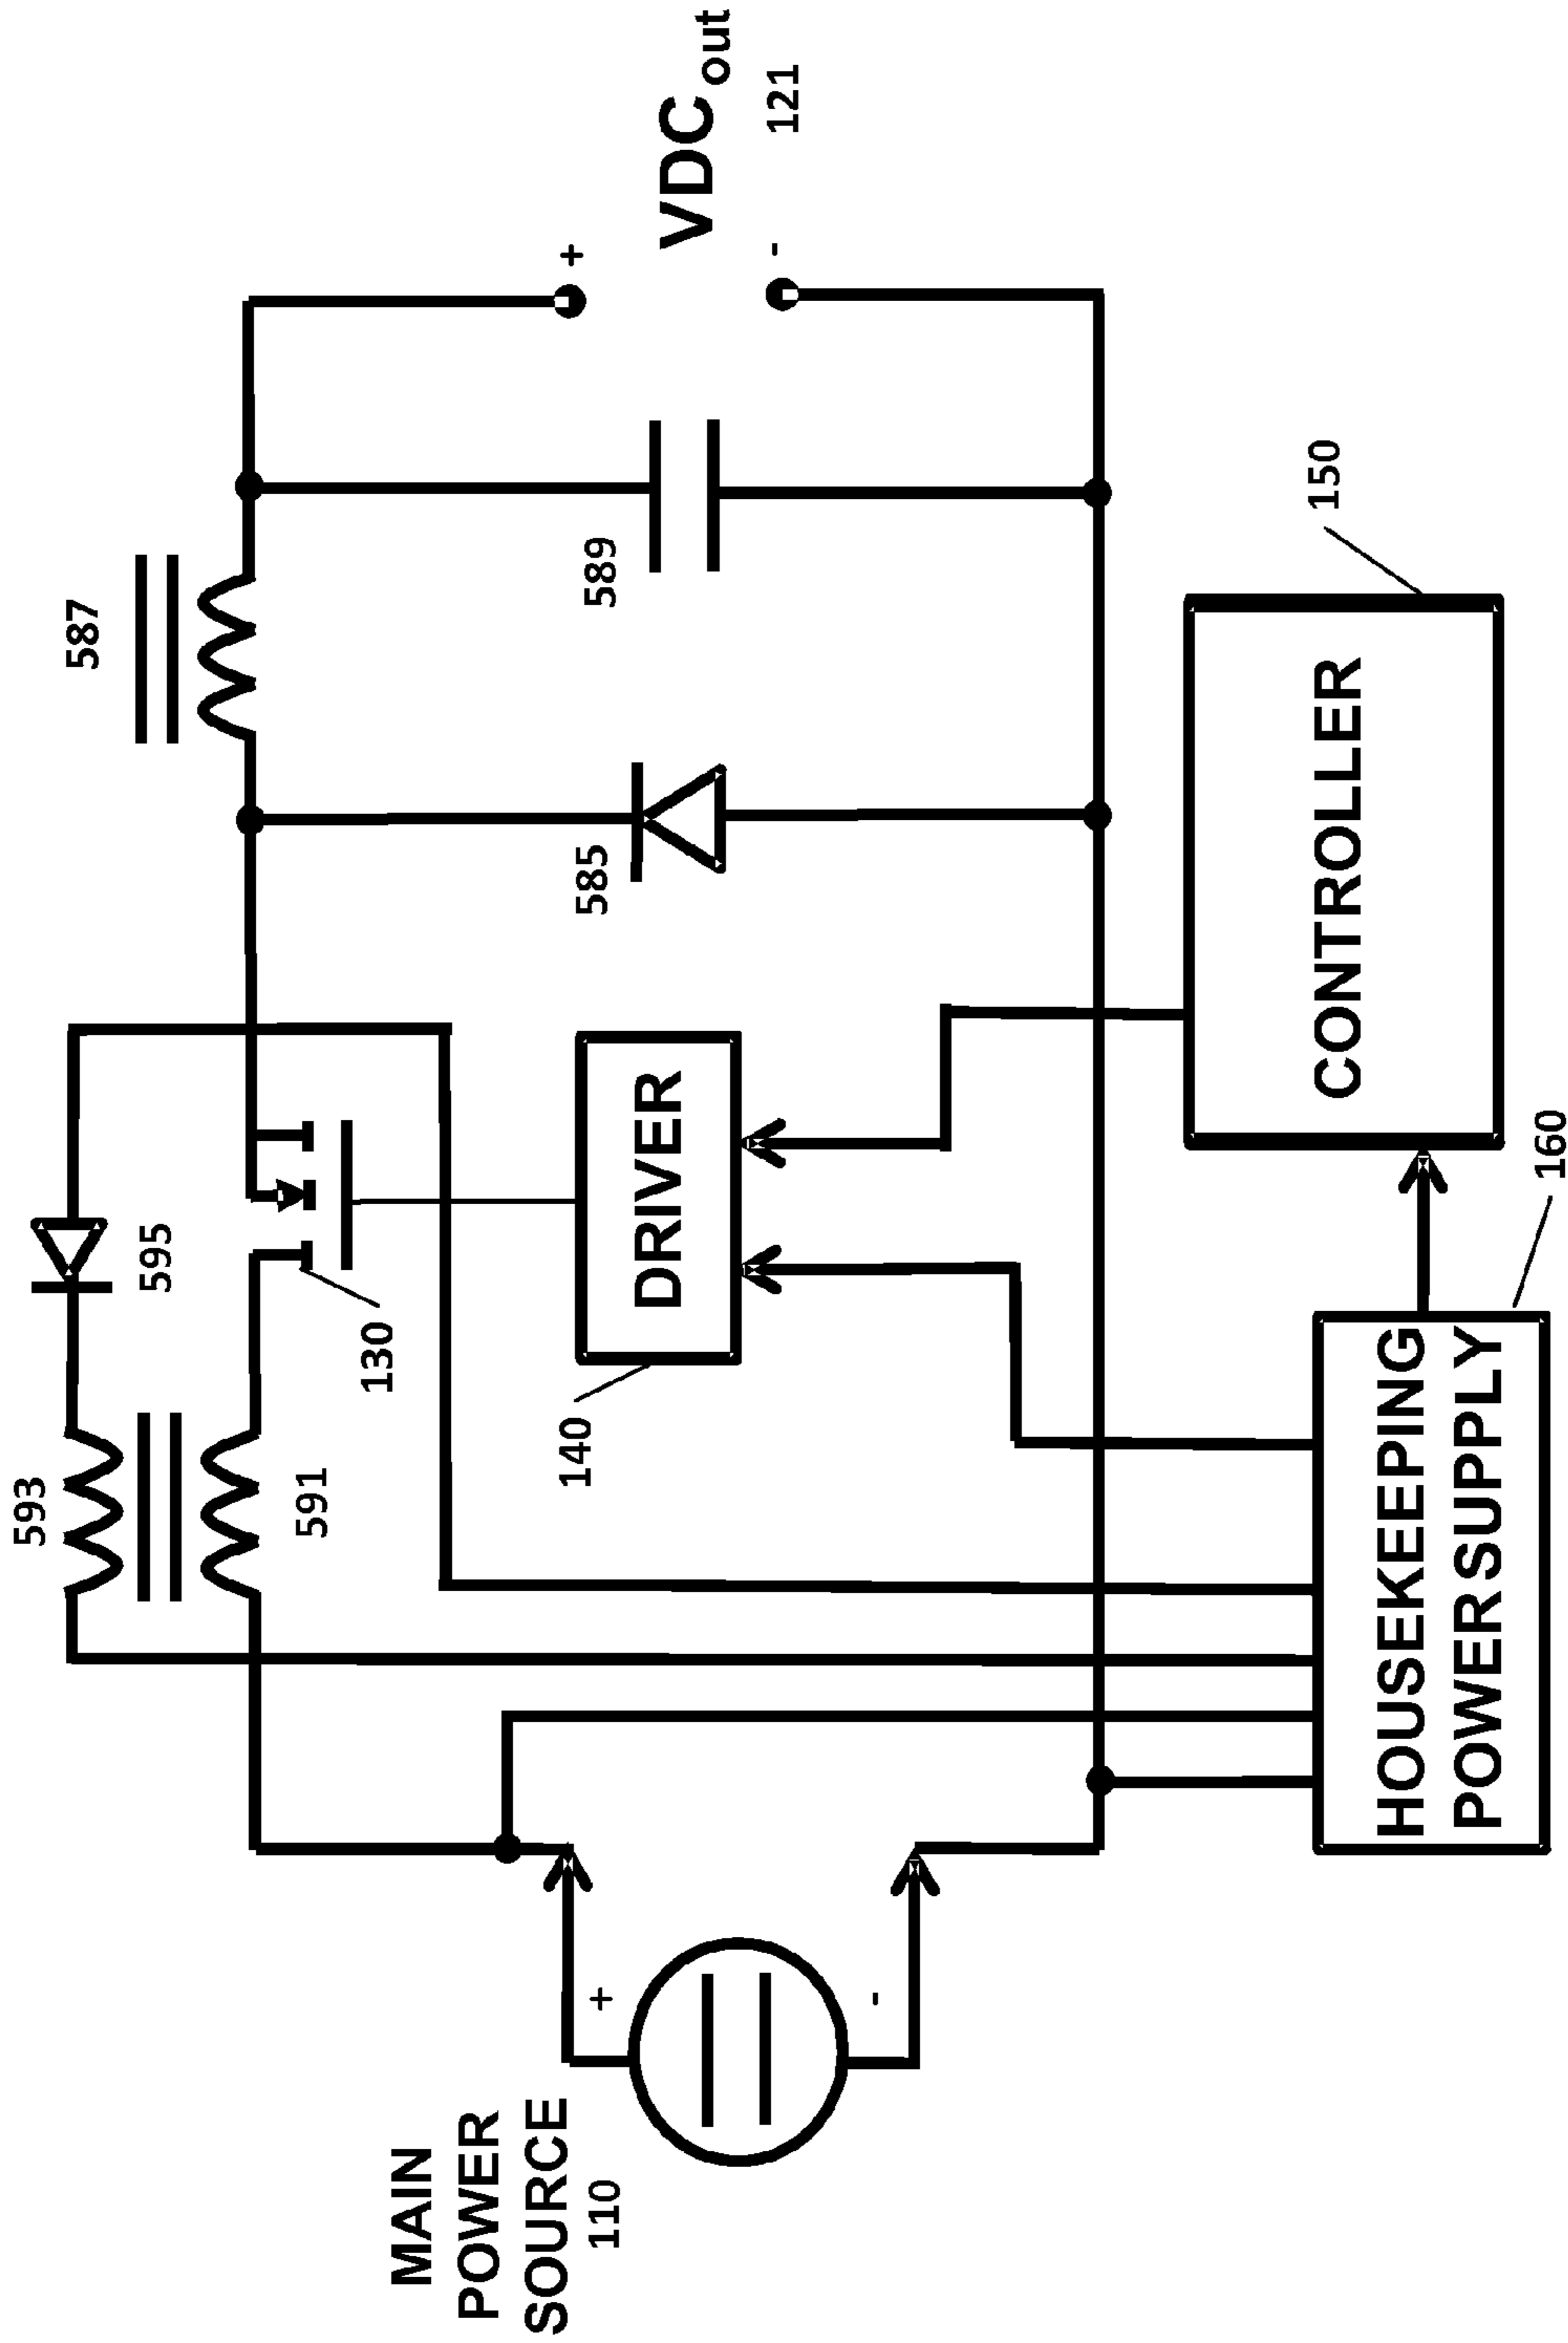 593
595
587
591
130
MAIN
POWER
SOURCE
110
+
-
140
DRIVER
585
589
+
-
VDCout
121
HOUSEKEEPING
POWER SUPPLY
160
CONTROLLER
150